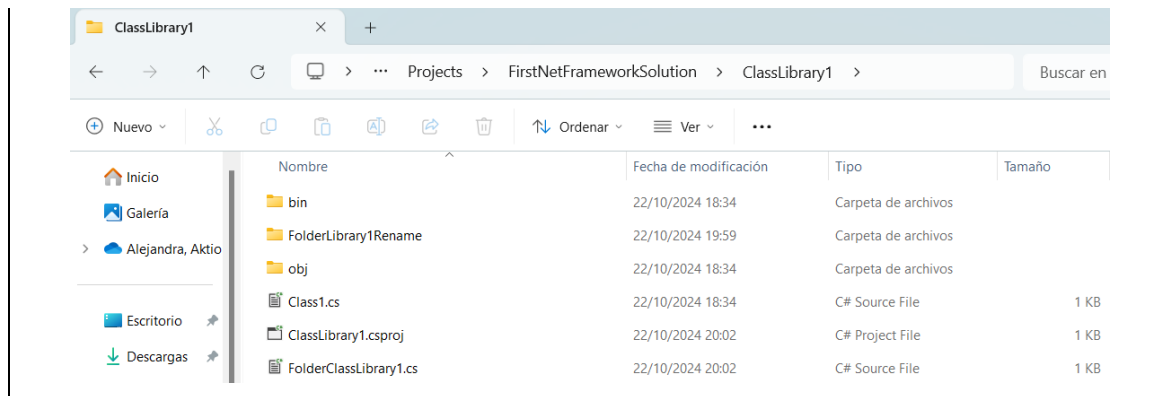 ClassLibrary1
Projects > FirstNetFrameworkSolution > ClassLibrary1 >
Buscar en
Nuevo
Ordenar
Ver
Inicio
Galería
Alejandra, Aktio
Escritorio
Descargas
Nombre Fecha de modificación Tipo Tamaño
bin 22/10/2024 18:34 Carpeta de archivos
FolderLibrary1Rename 22/10/2024 19:59 Carpeta de archivos
obj 22/10/2024 18:34 Carpeta de archivos
Class1.cs 22/10/2024 18:34 C# Source File 1 KB
ClassLibrary1.csproj 22/10/2024 20:02 C# Project File 1 KB
FolderClassLibrary1.cs 22/10/2024 20:02 C# Source File 1 KB